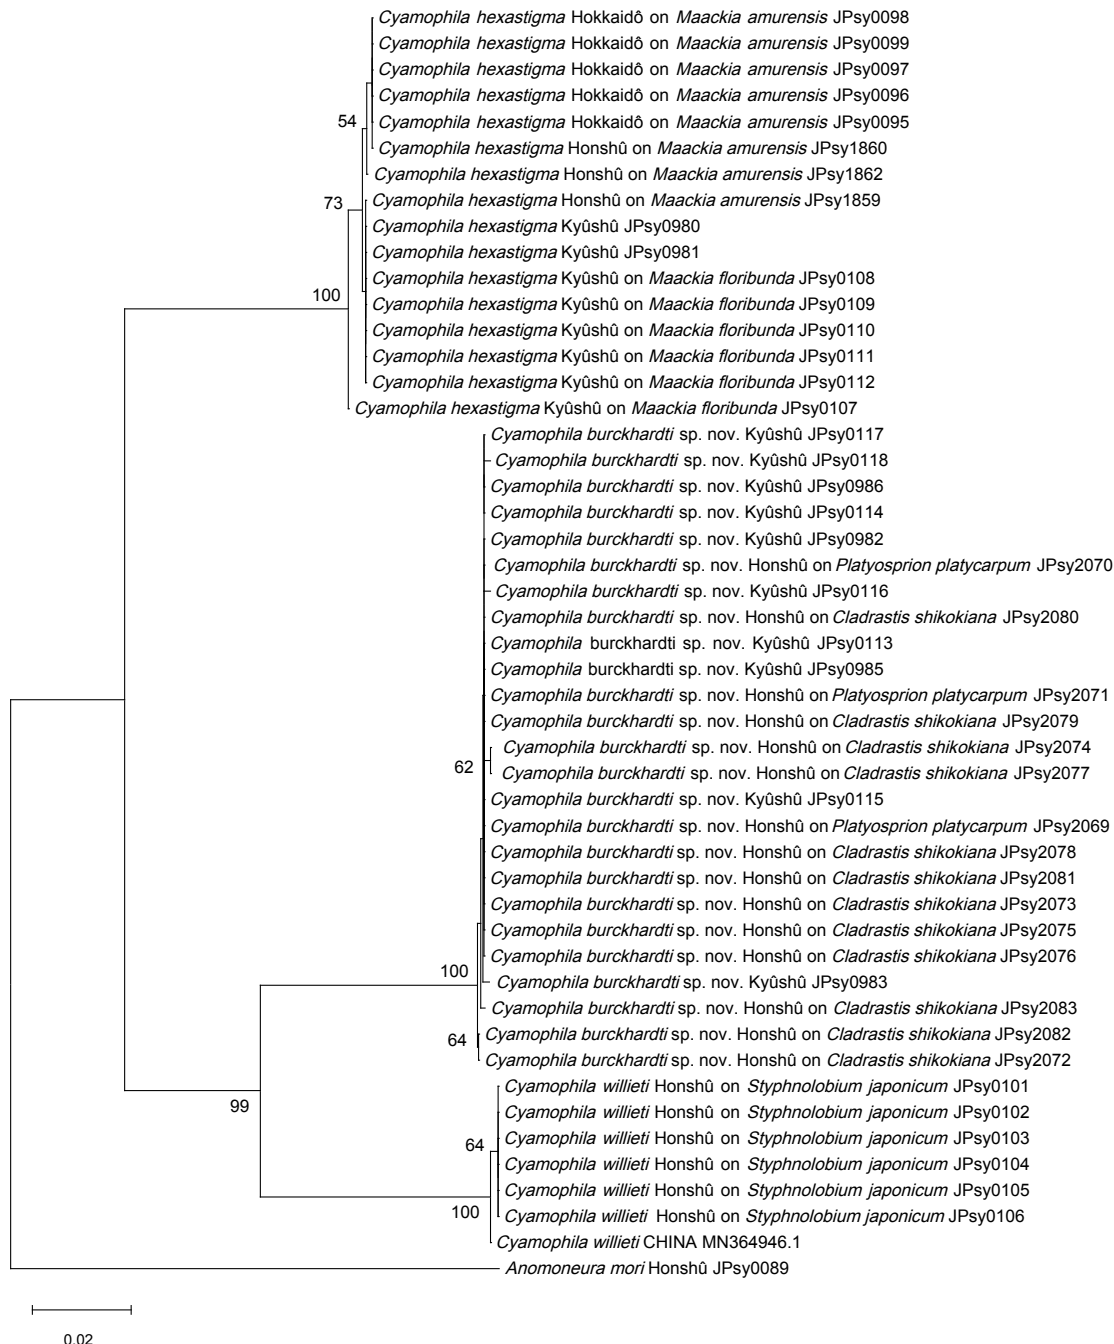 Cyamophila hexastigma Hokkaidô on Maackia amurensis JPsy0098
Cyamophila hexastigma Hokkaidô on Maackia amurensis JPsy0099
Cyamophila hexastigma Hokkaidô on Maackia amurensis JPsy0097
Cyamophila hexastigma Hokkaidô on Maackia amurensis JPsy0096
Cyamophila hexastigma Hokkaidô on Maackia amurensis JPsy0095
54
Cyamophila hexastigma Honshû on Maackia amurensis JPsy1860
Cyamophila hexastigma Honshû on Maackia amurensis JPsy1862
73
Cyamophila hexastigma Honshû on Maackia amurensis JPsy1859
Cyamophila hexastigma Kyûshû JPsy0980
Cyamophila hexastigma Kyûshû JPsy0981
Cyamophila hexastigma Kyûshû on Maackia floribunda JPsy0108
100
Cyamophila hexastigma Kyûshû on Maackia floribunda JPsy0109
Cyamophila hexastigma Kyûshû on Maackia floribunda JPsy0110
Cyamophila hexastigma Kyûshû on Maackia floribunda JPsy0111
Cyamophila hexastigma Kyûshû on Maackia floribunda JPsy0112
Cyamophila hexastigma Kyûshû on Maackia floribunda JPsy0107
Cyamophila burckhardti sp. nov. Kyûshû JPsy0117
Cyamophila burckhardti sp. nov. Kyûshû JPsy0118
Cyamophila burckhardti sp. nov. Kyûshû JPsy0986
Cyamophila burckhardti sp. nov. Kyûshû JPsy0114
Cyamophila burckhardti sp. nov. Kyûshû JPsy0982
Cyamophila burckhardti sp. nov. Honshû on Platyosprion platycarpum JPsy2070
Cyamophila burckhardti sp. nov. Kyûshû JPsy0116
Cyamophila burckhardti sp. nov. Honshû on Cladrastis shikokiana JPsy2080
Cyamophila burckhardti sp. nov. Kyûshû JPsy0113
Cyamophila burckhardti sp. nov. Kyûshû JPsy0985
Cyamophila burckhardti sp. nov. Honshû on Platyosprion platycarpum JPsy2071
Cyamophila burckhardti sp. nov. Honshû on Cladrastis shikokiana JPsy2079
Cyamophila burckhardti sp. nov. Honshû on Cladrastis shikokiana JPsy2074
62
Cyamophila burckhardti sp. nov. Honshû on Cladrastis shikokiana JPsy2077
Cyamophila burckhardti sp. nov. Kyûshû JPsy0115
Cyamophila burckhardti sp. nov. Honshû on Platyosprion platycarpum JPsy2069
Cyamophila burckhardti sp. nov. Honshû on Cladrastis shikokiana JPsy2078
Cyamophila burckhardti sp. nov. Honshû on Cladrastis shikokiana JPsy2081
Cyamophila burckhardti sp. nov. Honshû on Cladrastis shikokiana JPsy2073
Cyamophila burckhardti sp. nov. Honshû on Cladrastis shikokiana JPsy2075
Cyamophila burckhardti sp. nov. Honshû on Cladrastis shikokiana JPsy2076
100
Cyamophila burckhardti sp. nov. Kyûshû JPsy0983
Cyamophila burckhardti sp. nov. Honshû on Cladrastis shikokiana JPsy2083
Cyamophila burckhardti sp. nov. Honshû on Cladrastis shikokiana JPsy2082
64
Cyamophila burckhardti sp. nov. Honshû on Cladrastis shikokiana JPsy2072
Cyamophila willieti Honshû on Styphnolobium japonicum JPsy0101
99
Cyamophila willieti Honshû on Styphnolobium japonicum JPsy0102
Cyamophila willieti Honshû on Styphnolobium japonicum JPsy0103
64
Cyamophila willieti Honshû on Styphnolobium japonicum JPsy0104
Cyamophila willieti Honshû on Styphnolobium japonicum JPsy0105
100
Cyamophila willieti Honshû on Styphnolobium japonicum JPsy0106
Cyamophila willieti CHINA MN364946.1
Anomoneura mori Honshû JPsy0089
0.02